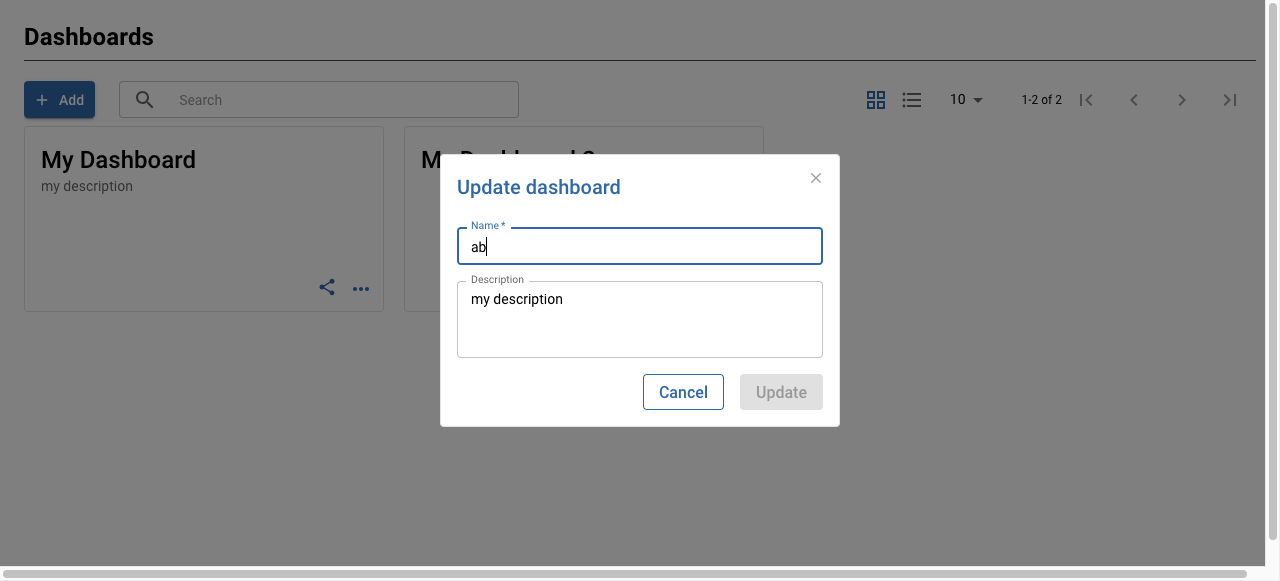 Dashboards
Add
Search
10
1-2 of 2
My Dashboard
my description
Update dashboard
Name *
ab
Description
my description
Cancel
Update